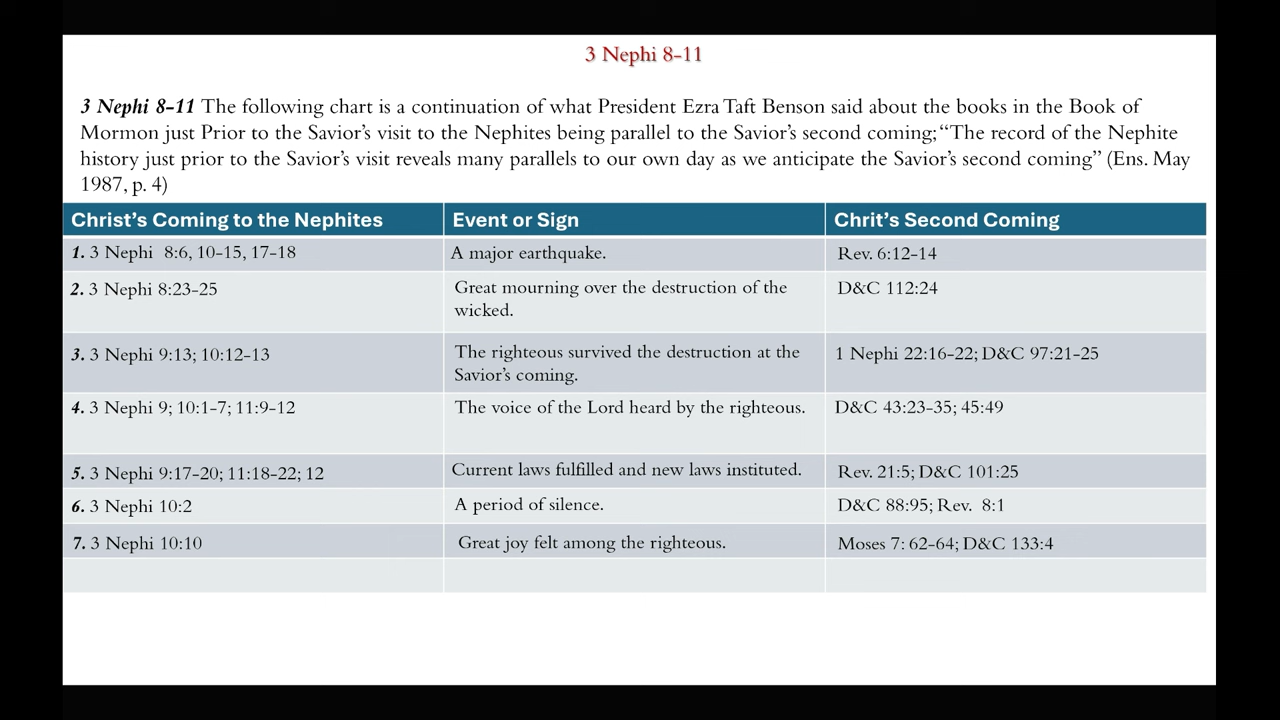 3 Nephi 8-11
3 Nephi 8-11 The following chart is a continuation of what President Ezra Taft Benson said about the books in the Book of
Mormon just Prior to the Savior's visit to the Nephites being parallel to the Savior's second coming; "The record of the Nephite
history just prior to the Savior's visit reveals many parallels to our own day as we anticipate the Savior's second coming" (Ens. May
1987, p. 4)
Christ's Coming to the Nephites Event or Sign Chrit's Second Coming
1. 3 Nephi 8:6, 10-15, 17-18 A major earthquake. Rev. 6:12-14
2. 3 Nephi 8:23-25 Great mourning over the destruction of the D&C 112:24
wicked.
3. 3 Nephi 9:13; 10:12-13 The righteous survived the destruction at the 1 Nephi 22:16-22; D&C 97:21-25
Savior's coming.
4. 3 Nephi 9; 10:1-7; 11:9-12 The voice of the Lord heard by the righteous. D&C 43:23-35; 45:49
5. 3 Nephi 9:17-20; 11:18-22; 12 Current laws fulfilled and new laws instituted. Rev. 21:5; D&C 101:25
6. 3 Nephi 10:2 A period of silence. D&C 88:95; Rev. 8:1
7. 3 Nephi 10:10 Great joy felt among the righteous. Moses 7: 62-64; D&C 133:4